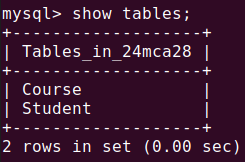 mysql> show tables;
+-------------------+
| Tables_in_24mca28 |
+-------------------+
| Course            |
| Student           |
+-------------------+
2 rows in set (0.00 sec)